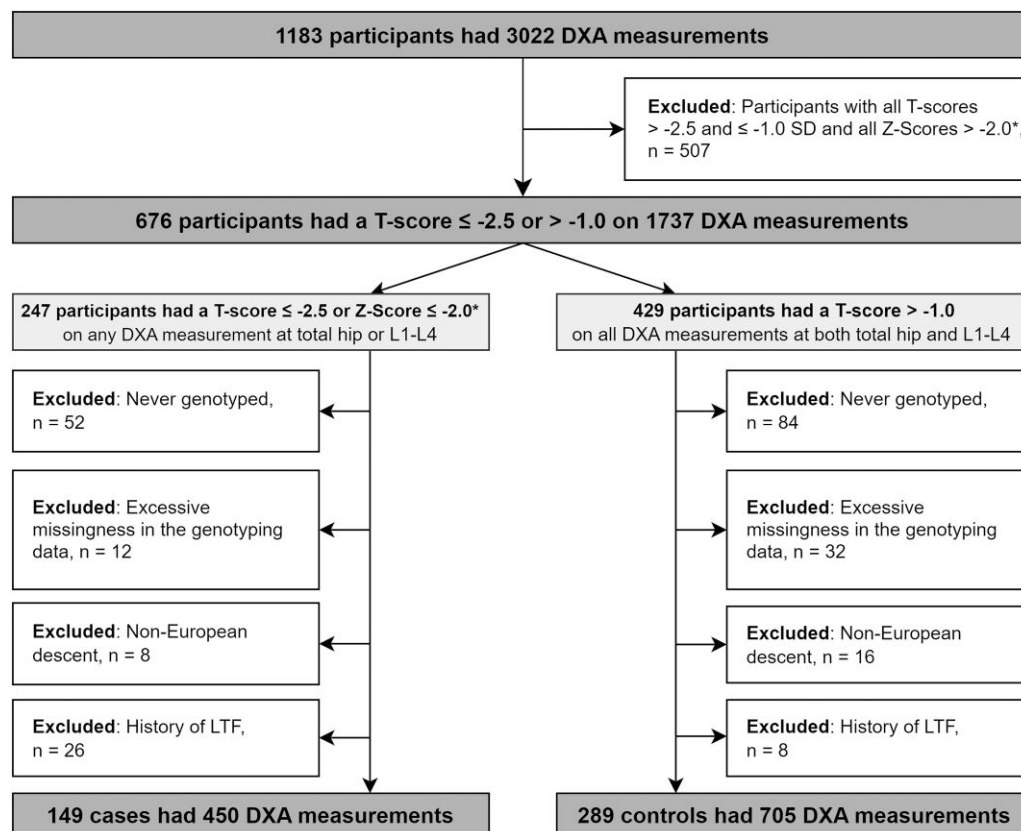 1183 participants had 3022 DXA measurements
Excluded: Participants with all T-scores
> -2.5 and ≤ -1.0 SD and all Z-Scores > -2.0*,
n = 507
676 participants had a T-score ≤ -2.5 or > -1.0 on 1737 DXA measurements
247 participants had a T-score ≤ -2.5 or Z-Score ≤ -2.0*
on any DXA measurement at total hip or L1-L4
429 participants had a T-score > -1.0
on all DXA measurements at both total hip and L1-L4
Excluded: Never genotyped,
n = 52
Excluded: Never genotyped,
n = 84
Excluded: Excessive
missingness in the genotyping
data, n = 12
Excluded: Excessive
missingness in the genotyping
data, n = 32
Excluded: Non-European
descent, n = 8
Excluded: Non-European
descent, n = 16
Excluded: History of LTF,
n = 26
Excluded: History of LTF,
n = 8
149 cases had 450 DXA measurements
289 controls had 705 DXA measurements